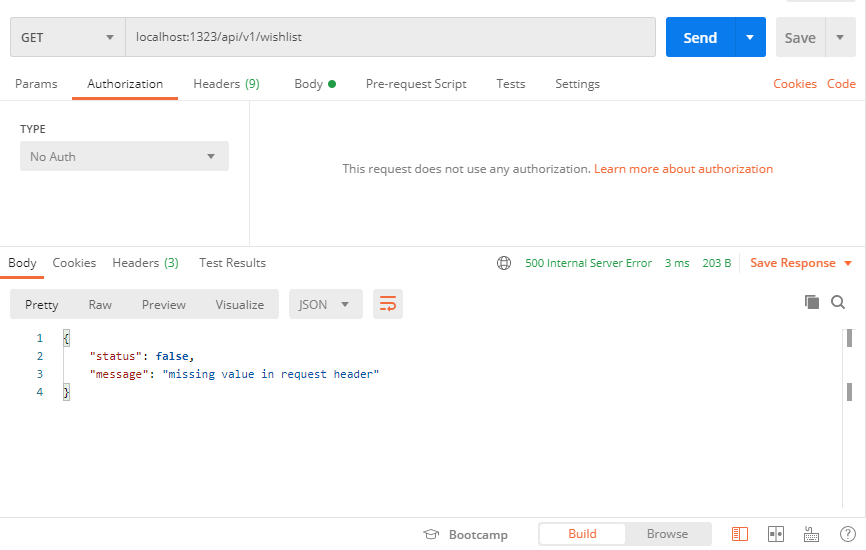 GET localhost:1323/api/v1/wishlist Send Save
Params Authorization Headers (9) Body Pre-request Script Tests Settings Cookies Code
TYPE
No Auth
This request does not use any authorization. Learn more about authorization
Body Cookies Headers (3) Test Results 500 Internal Server Error 3 ms 203 B Save Response
Pretty Raw Preview Visualize JSON
1 {
2 "status": false,
3 "message": "missing value in request header"
4 }
Bootcamp Build Browse ?